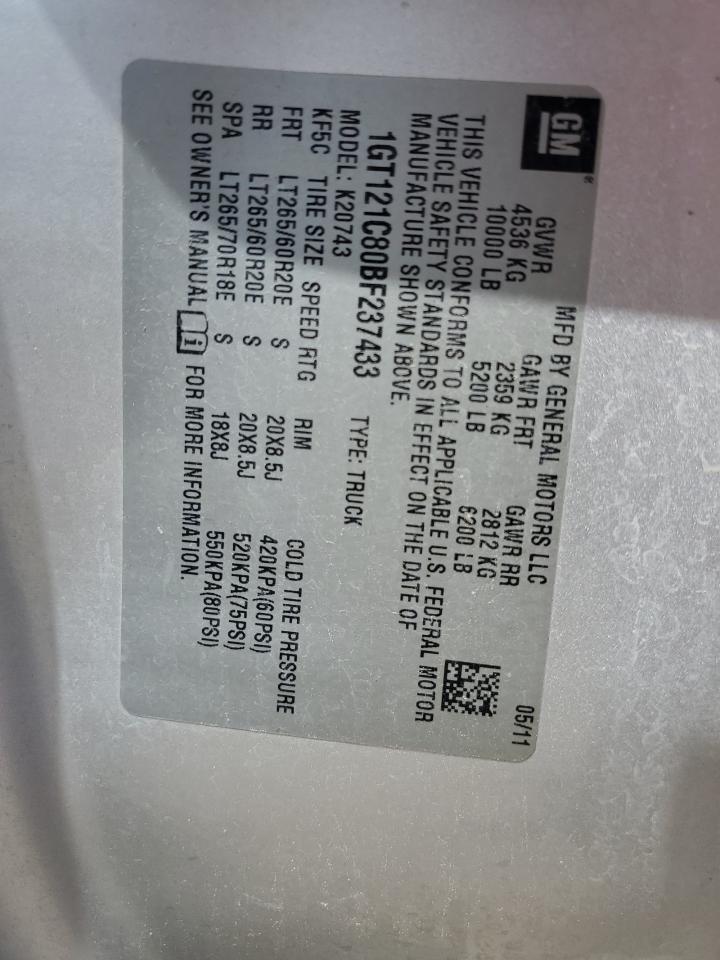 GM®
MFD BY GENERAL MOTORS LLC 05/11
GVWR GAWR FRT GAWR RR
4536 KG 2359 KG 2812 KG
10000 LB 5200 LB 6200 LB
THIS VEHICLE CONFORMS TO ALL APPLICABLE U.S. FEDERAL MOTOR
VEHICLE SAFETY STANDARDS IN EFFECT ON THE DATE OF
MANUFACTURE SHOWN ABOVE.
1GT121C80BF237433 TYPE: TRUCK
MODEL: K20743
KF5C TIRE SIZE SPEED RTG RIM COLD TIRE PRESSURE
FRT LT265/60R20E S 20X8.5J 420KPA(60PSI)
RR LT265/60R20E S 20X8.5J 520KPA(75PSI)
SPA LT265/70R18E S 18X8J 550KPA(80PSI)
SEE OWNER'S MANUAL i FOR MORE INFORMATION.